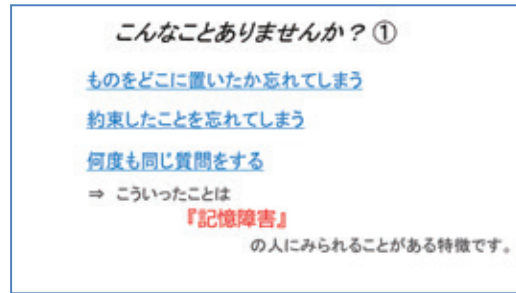 こんなことありませんか？①
ものをどこに置いたか忘れてしまう
約束したことを忘れてしまう
何度も同じ質問をする
⇒ こういったことは
『記憶障害』
の人にみられることがある特徴です。